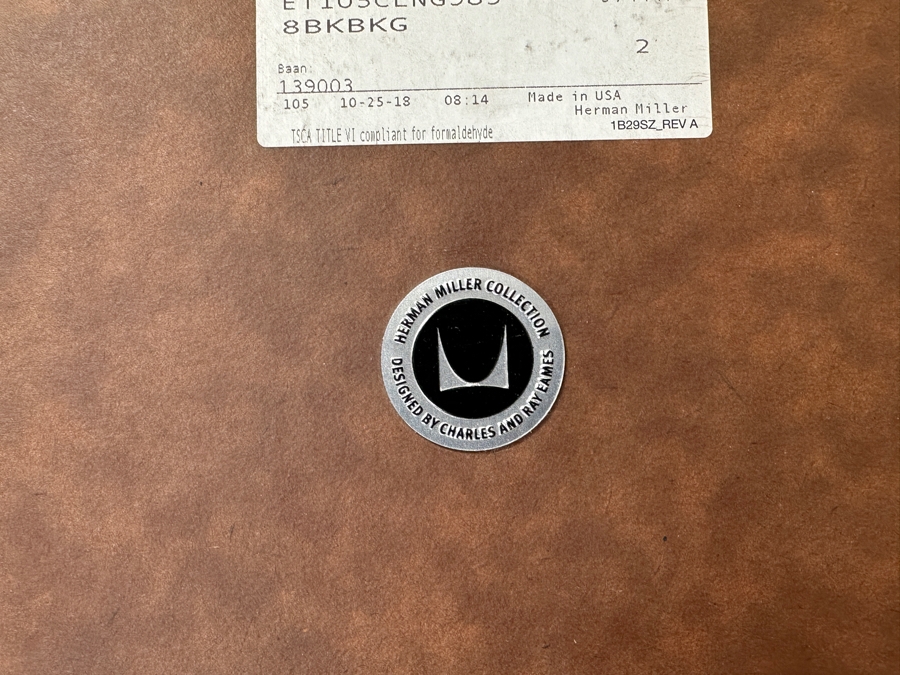 8BKBKG
2
Baan:
139003
105 10-25-18 08:14 Made in USA
Herman Miller
1B29SZ_REV A
TSCA TITLE VI compliant for formaldehyde
HERMAN MILLER COLLECTION
DESIGNED BY CHARLES AND RAY EAMES